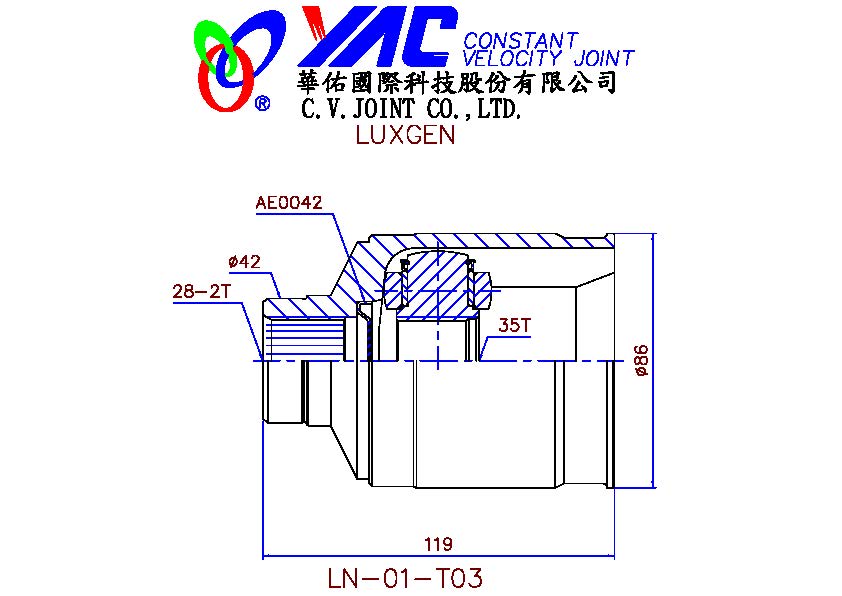 YAC CONSTANT
VELOCITY JOINT
®
華佑國際科技股份有限公司
C.V.JOINT CO.,LTD.
LUXGEN
AE0042
ø42
28-2T
35T
ø86
119
LN-01-T03